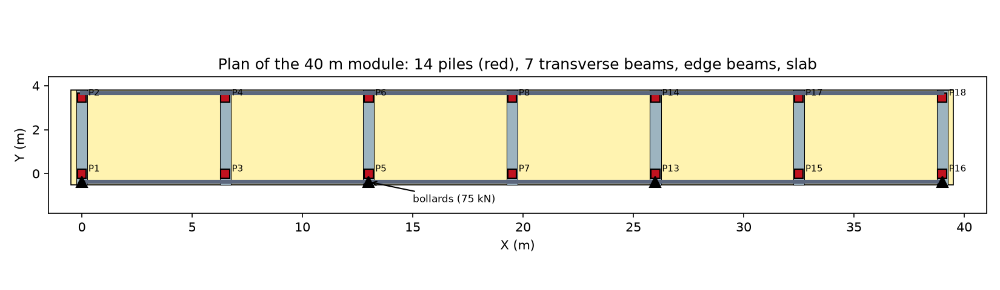 Plan of the 40 m module: 14 piles (red), 7 transverse beams, edge beams, slab
4
2
0
Y (m)
P2
P4
P6
P8
P14
P17
P18
P1
P3
P5
P7
P13
P15
P16
bollards (75 kN)
0
5
10
15
20
25
30
35
40
X (m)